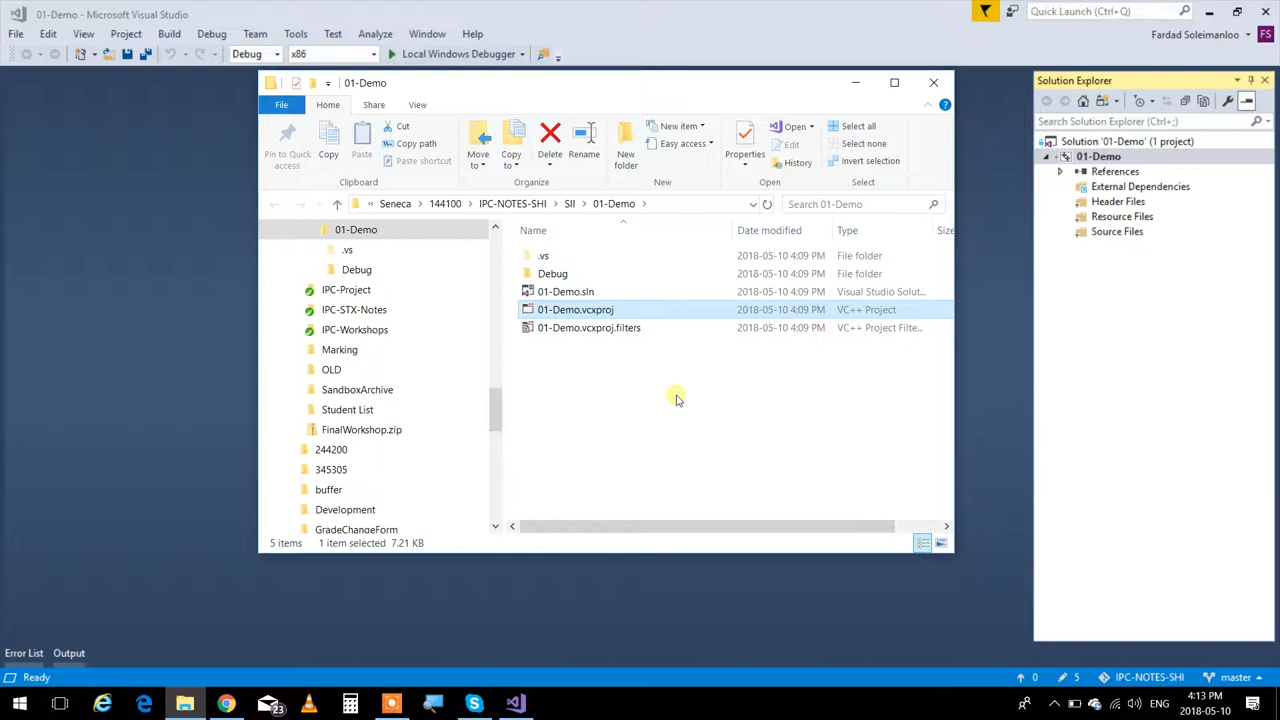 01-Demo - Microsoft Visual Studio
Quick Launch (Ctrl+Q)
File Edit View Project Build Debug Team Tools Test Analyze Window Help
Fardad Soleimanloo FS
Debug x86 Local Windows Debugger
01-Demo
File Home Share View
Pin to Quick access
Copy
Paste
Cut
Copy path
Paste shortcut
Clipboard
Move to
Copy to
Delete
Rename
Organize
New folder
New item
Easy access
New
Properties
Open
Edit
History
Open
Select all
Select none
Invert selection
Select
« Seneca 144100 IPC-NOTES-SHI SII 01-Demo
Search 01-Demo
01-Demo
.vs
Debug
IPC-Project
IPC-STX-Notes
IPC-Workshops
Marking
OLD
SandboxArchive
Student List
FinalWorkshop.zip
244200
345305
buffer
Development
GradeChangeForm
Name Date modified Type Size
.vs 2018-05-10 4:09 PM File folder
Debug 2018-05-10 4:09 PM File folder
01-Demo.sln 2018-05-10 4:09 PM Visual Studio Solut...
01-Demo.vcxproj 2018-05-10 4:09 PM VC++ Project
01-Demo.vcxproj.filters 2018-05-10 4:09 PM VC++ Project Filte...
5 items 1 item selected 7.21 KB
Solution Explorer
Search Solution Explorer (Ctrl+;)
Solution '01-Demo' (1 project)
01-Demo
References
External Dependencies
Header Files
Resource Files
Source Files
Error List Output
Ready
0 5 IPC-NOTES-SHI master
23
ENG
4:13 PM
2018-05-10